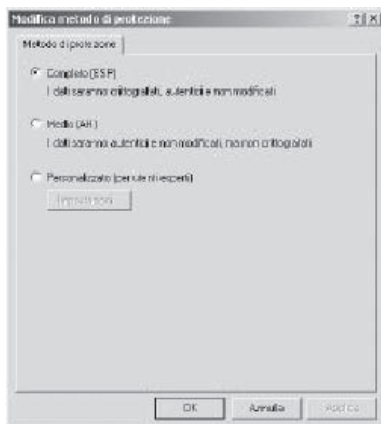 Modifica metodo di protezione
Metodo di protezione
Completo (ESP)
I dati saranno crittografati, autentici e non modificati
Medio (AH)
I dati saranno autentici e non modificati, ma non crittografati
Personalizzato (per utenti esperti)
Impostazioni...
OK
Annulla
Applica